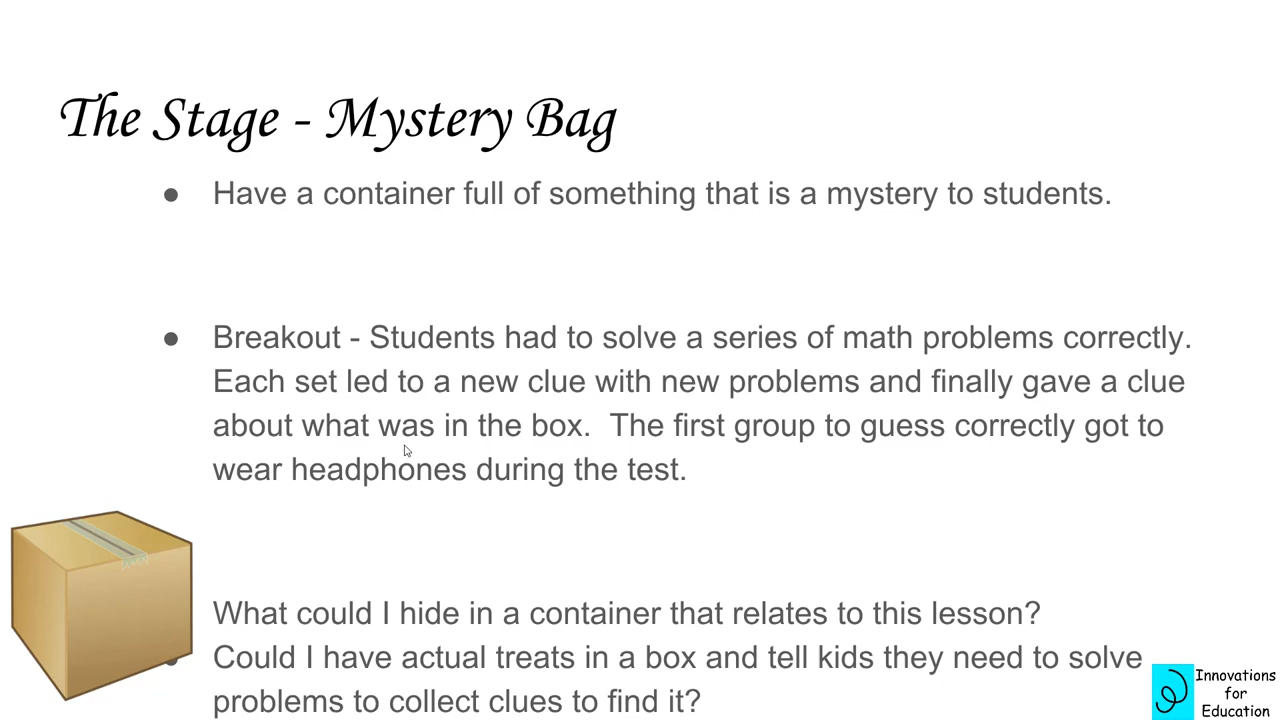 The Stage - Mystery Bag
● Have a container full of something that is a mystery to students.
● Breakout - Students had to solve a series of math problems correctly.
Each set led to a new clue with new problems and finally gave a clue
about what was in the box.  The first group to guess correctly got to
wear headphones during the test.
What could I hide in a container that relates to this lesson?
● Could I have actual treats in a box and tell kids they need to solve
problems to collect clues to find it?
Innovations
for
Education